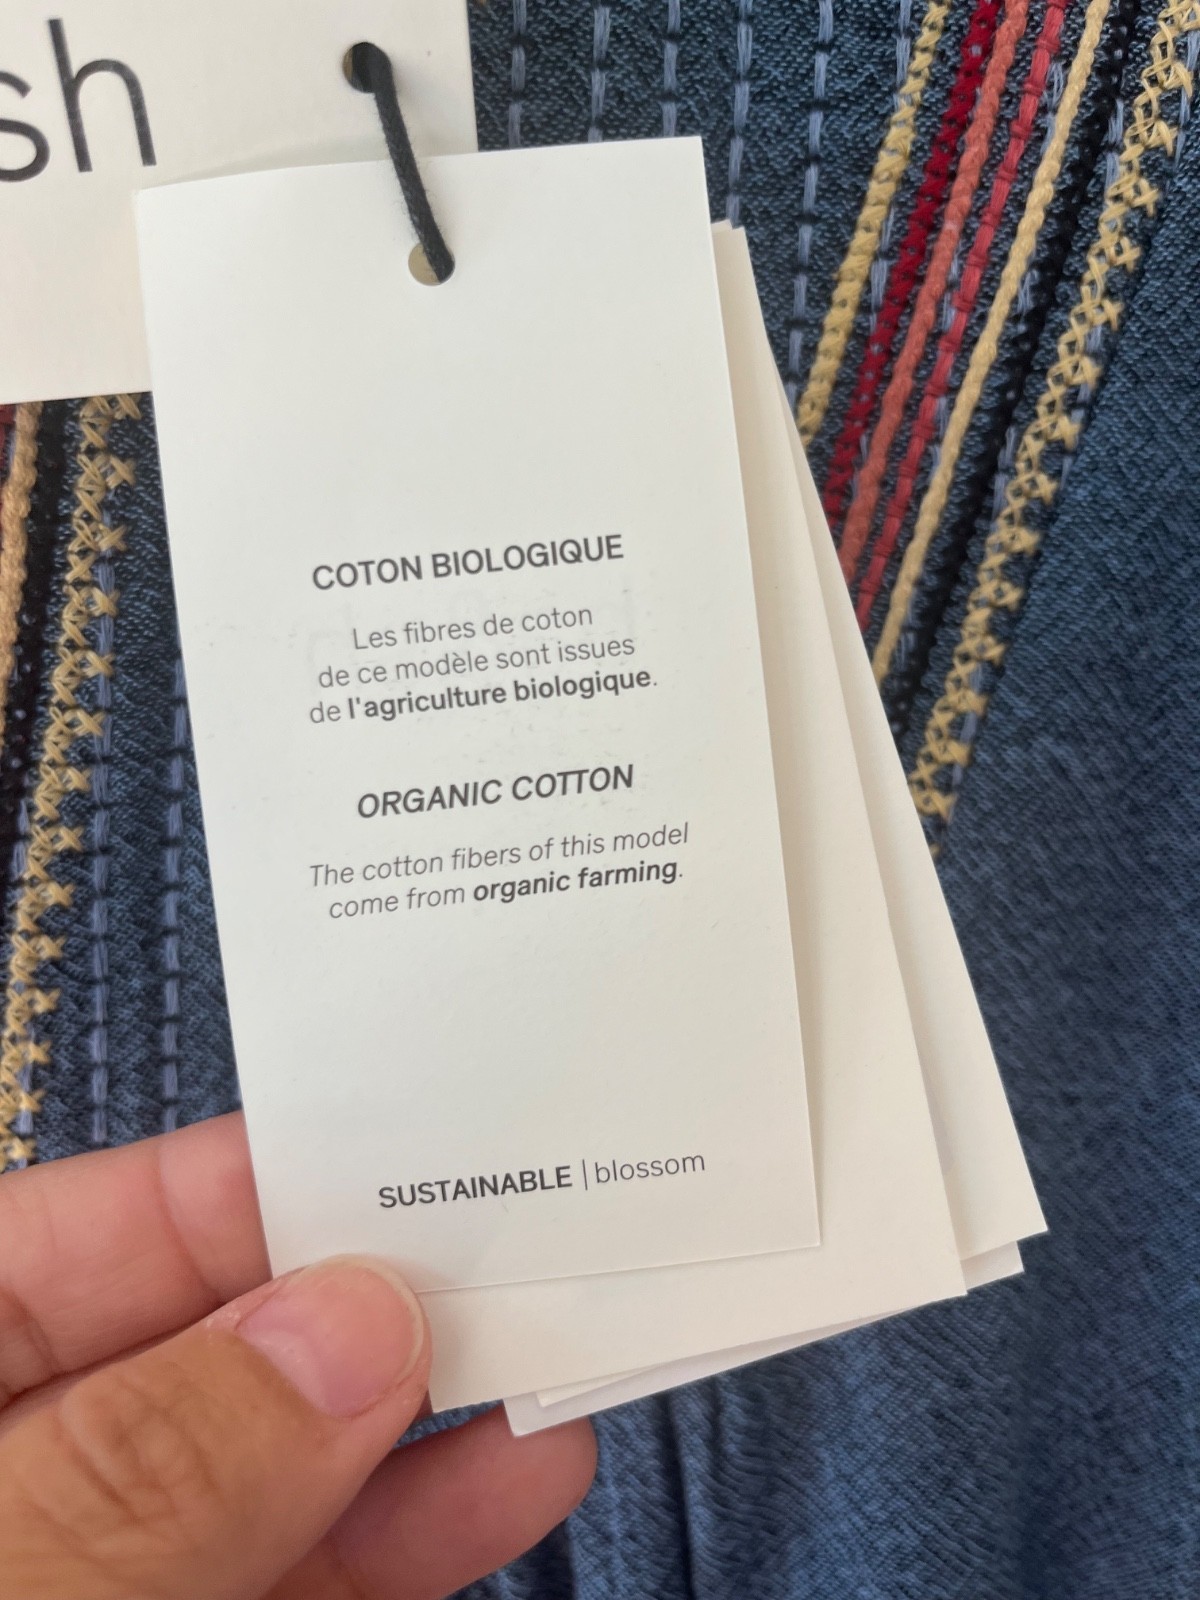 sh
COTON BIOLOGIQUE
Les fibres de coton
de ce modèle sont issues
de l'agriculture biologique.
ORGANIC COTTON
The cotton fibers of this model
come from organic farming.
SUSTAINABLE | blossom